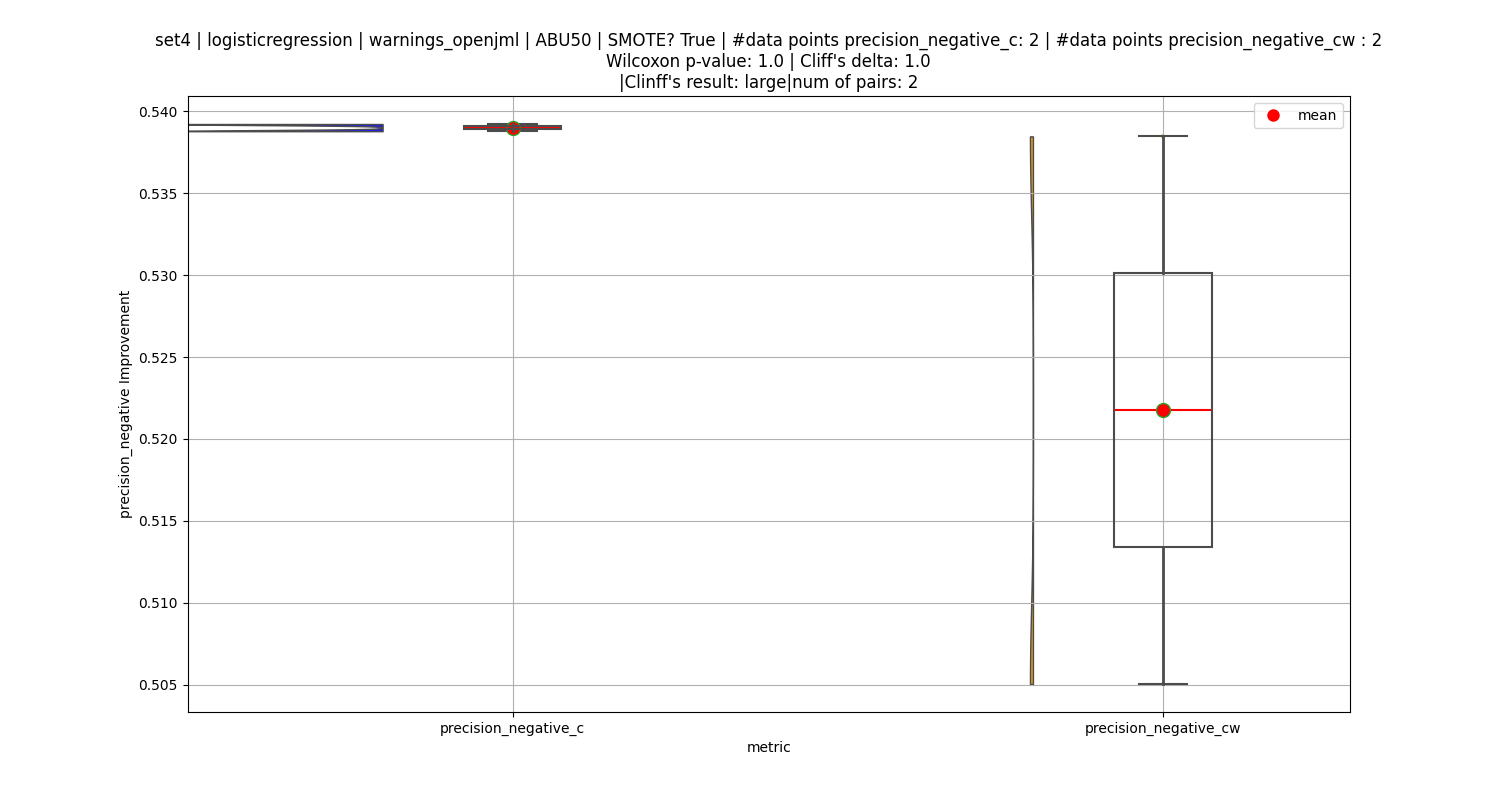 set4 | logisticregression | warnings_openjml | ABU50 | SMOTE? True | #data points precision_negative_c: 2 | #data points precision_negative_cw : 2
Wilcoxon p-value: 1.0 | Cliff's delta: 1.0
|Clinff's result: large|num of pairs: 2
mean
precision_negative Improvement
0.540
0.535
0.530
0.525
0.520
0.515
0.510
0.505
precision_negative_c
precision_negative_cw
metric